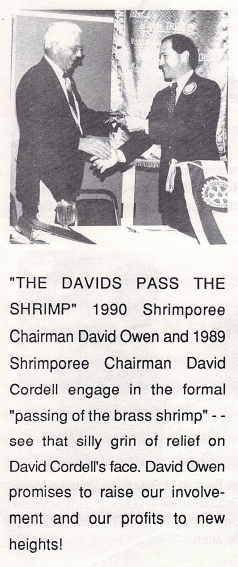 "THE DAVIDS PASS THE
SHRIMP" 1990 Shrimporee
Chairman David Owen and 1989
Shrimporee Chairman David
Cordell engage in the formal
"passing of the brass shrimp" - -
see that silly grin of relief on
David Cordell's face. David Owen
promises to raise our involve-
ment and our profits to new
heights!